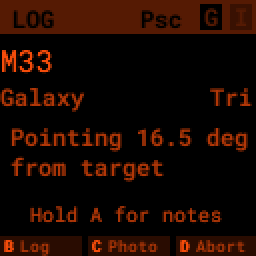 LOG Psc G I
M33
Galaxy Tri
Pointing 16.5 deg
from target
Hold A for notes
B Log C Photo D Abort